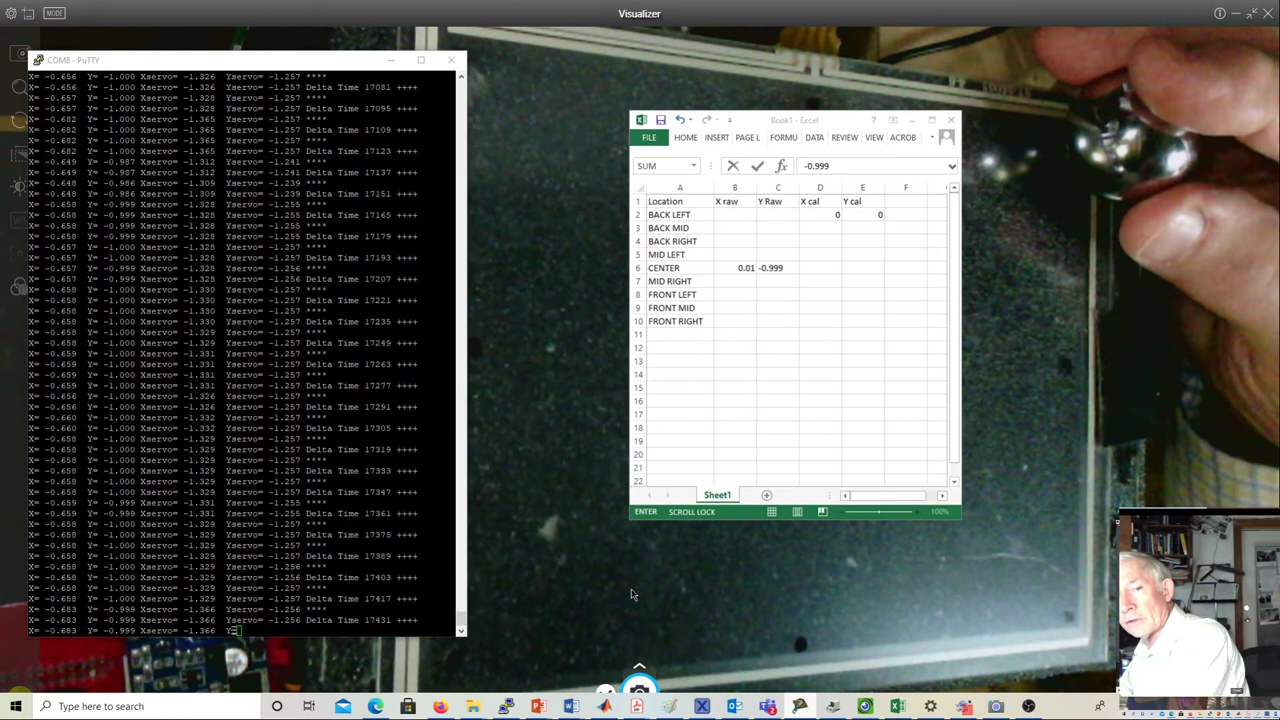 MODE
Visualizer
COM8 - PuTTY
X= -0.656 Y= -1.000 Xservo= -1.326 Yservo= -1.257 ****
X= -0.656 Y= -1.000 Xservo= -1.326 Yservo= -1.257 Delta Time 17081 ++++
X= -0.657 Y= -1.000 Xservo= -1.328 Yservo= -1.257 ****
X= -0.657 Y= -1.000 Xservo= -1.328 Yservo= -1.257 Delta Time 17095 ++++
X= -0.682 Y= -1.000 Xservo= -1.365 Yservo= -1.257 ****
X= -0.682 Y= -1.000 Xservo= -1.365 Yservo= -1.257 Delta Time 17109 ++++
X= -0.682 Y= -1.000 Xservo= -1.365 Yservo= -1.257 ****
X= -0.682 Y= -1.000 Xservo= -1.365 Yservo= -1.257 Delta Time 17123 ++++
X= -0.649 Y= -0.987 Xservo= -1.312 Yservo= -1.241 ****
X= -0.649 Y= -0.987 Xservo= -1.312 Yservo= -1.241 Delta Time 17137 ++++
X= -0.648 Y= -0.986 Xservo= -1.309 Yservo= -1.239 ****
X= -0.648 Y= -0.986 Xservo= -1.309 Yservo= -1.239 Delta Time 17151 ++++
X= -0.658 Y= -0.999 Xservo= -1.328 Yservo= -1.255 ****
X= -0.658 Y= -0.999 Xservo= -1.328 Yservo= -1.255 Delta Time 17165 ++++
X= -0.658 Y= -0.999 Xservo= -1.330 Yservo= -1.255 ****
X= -0.658 Y= -0.999 Xservo= -1.330 Yservo= -1.255 Delta Time 17179 ++++
X= -0.657 Y= -1.000 Xservo= -1.328 Yservo= -1.257 ****
X= -0.657 Y= -1.000 Xservo= -1.328 Yservo= -1.257 Delta Time 17193 ++++
X= -0.657 Y= -0.999 Xservo= -1.328 Yservo= -1.256 ****
X= -0.657 Y= -0.999 Xservo= -1.328 Yservo= -1.256 Delta Time 17207 ++++
X= -0.658 Y= -1.000 Xservo= -1.330 Yservo= -1.257 ****
X= -0.658 Y= -1.000 Xservo= -1.330 Yservo= -1.257 Delta Time 17221 ++++
X= -0.658 Y= -1.000 Xservo= -1.330 Yservo= -1.257 ****
X= -0.658 Y= -1.000 Xservo= -1.330 Yservo= -1.257 Delta Time 17235 ++++
X= -0.658 Y= -1.000 Xservo= -1.329 Yservo= -1.257 ****
X= -0.658 Y= -1.000 Xservo= -1.329 Yservo= -1.257 Delta Time 17249 ++++
X= -0.659 Y= -1.000 Xservo= -1.331 Yservo= -1.257 ****
X= -0.659 Y= -1.000 Xservo= -1.331 Yservo= -1.257 Delta Time 17263 ++++
X= -0.659 Y= -1.000 Xservo= -1.331 Yservo= -1.257 ****
X= -0.659 Y= -1.000 Xservo= -1.331 Yservo= -1.257 Delta Time 17277 ++++
X= -0.656 Y= -1.000 Xservo= -1.326 Yservo= -1.257 ****
X= -0.656 Y= -1.000 Xservo= -1.326 Yservo= -1.257 Delta Time 17291 ++++
X= -0.660 Y= -1.000 Xservo= -1.332 Yservo= -1.257 ****
X= -0.660 Y= -1.000 Xservo= -1.332 Yservo= -1.257 Delta Time 17305 ++++
X= -0.658 Y= -1.000 Xservo= -1.329 Yservo= -1.257 ****
X= -0.658 Y= -1.000 Xservo= -1.329 Yservo= -1.257 Delta Time 17319 ++++
X= -0.658 Y= -1.000 Xservo= -1.329 Yservo= -1.257 ****
X= -0.658 Y= -1.000 Xservo= -1.329 Yservo= -1.257 Delta Time 17333 ++++
X= -0.658 Y= -1.000 Xservo= -1.329 Yservo= -1.257 ****
X= -0.658 Y= -1.000 Xservo= -1.329 Yservo= -1.257 Delta Time 17347 ++++
X= -0.659 Y= -0.999 Xservo= -1.331 Yservo= -1.255 ****
X= -0.659 Y= -0.999 Xservo= -1.331 Yservo= -1.255 Delta Time 17361 ++++
X= -0.658 Y= -1.000 Xservo= -1.329 Yservo= -1.257 ****
X= -0.658 Y= -1.000 Xservo= -1.329 Yservo= -1.257 Delta Time 17375 ++++
X= -0.658 Y= -1.000 Xservo= -1.329 Yservo= -1.257 ****
X= -0.658 Y= -1.000 Xservo= -1.329 Yservo= -1.257 Delta Time 17389 ++++
X= -0.658 Y= -1.000 Xservo= -1.329 Yservo= -1.256 ****
X= -0.658 Y= -1.000 Xservo= -1.329 Yservo= -1.256 Delta Time 17403 ++++
X= -0.658 Y= -1.000 Xservo= -1.329 Yservo= -1.257 ****
X= -0.658 Y= -1.000 Xservo= -1.329 Yservo= -1.257 Delta Time 17417 ++++
X= -0.683 Y= -0.999 Xservo= -1.366 Yservo= -1.256 ****
X= -0.683 Y= -0.999 Xservo= -1.366 Yservo= -1.256 Delta Time 17431 ++++
X= -0.683 Y= -0.999 Xservo= -1.366 Y
Book1 - Excel
FILE HOME INSERT PAGE L FORMU DATA REVIEW VIEW ACROB
SUM -0.999
A B C D E F
1 Location X raw Y Raw X cal Y cal
2 BACK LEFT 0 0
3 BACK MID
4 BACK RIGHT
5 MID LEFT
6 CENTER 0.01 -0.999
7 MID RIGHT
8 FRONT LEFT
9 FRONT MID
10 FRONT RIGHT
11
12
13
14
15
16
17
18
19
20
21
22
Sheet1
ENTER SCROLL LOCK 100%
Type here to search